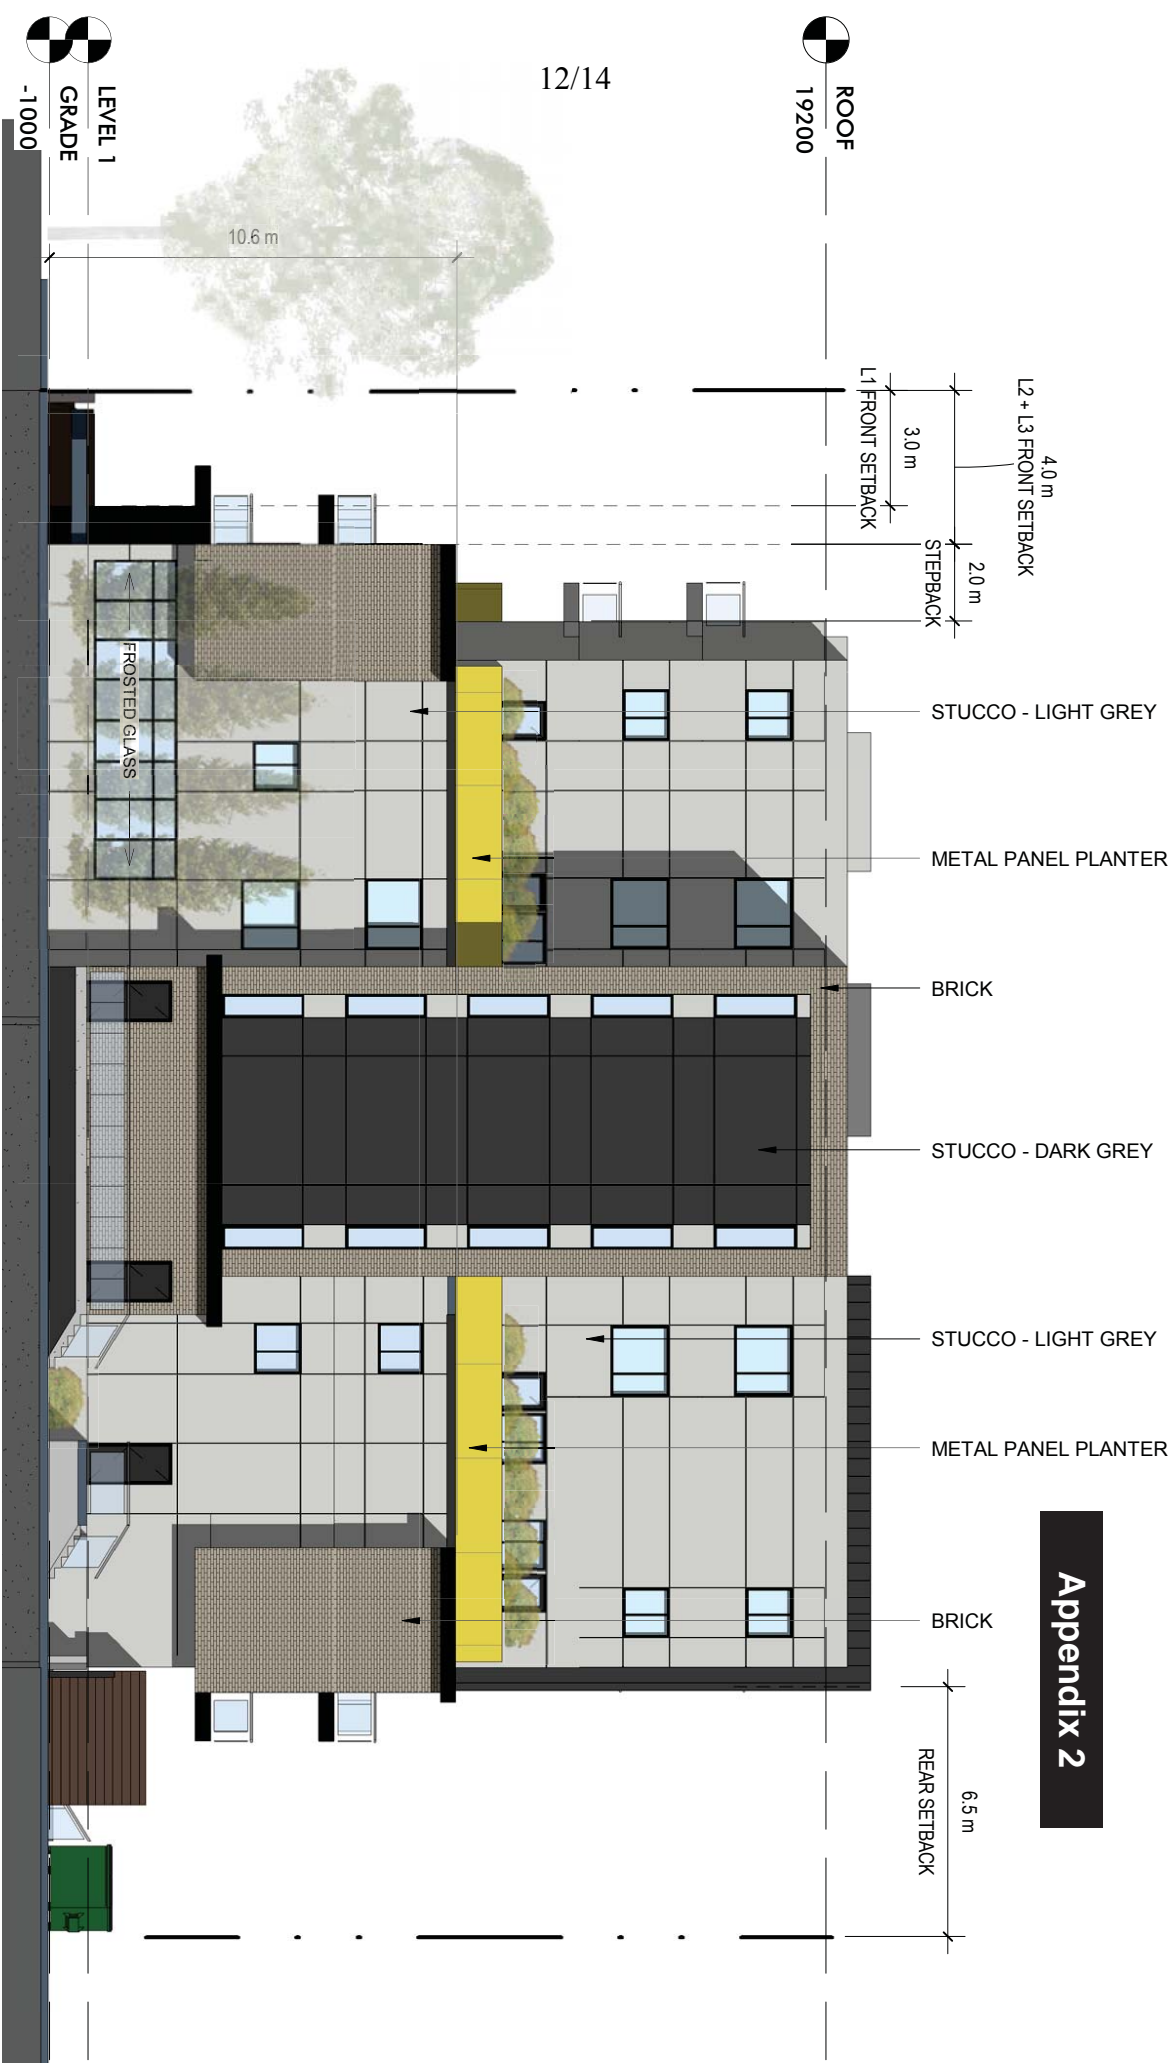 12/14
Appendix 2
ROOF
19200
LEVEL 1
GRADE
-1000
10.6 m
4.0 m
L2 + L3 FRONT SETBACK
3.0 m
L1 FRONT SETBACK
2.0 m
STEPBACK
STUCCO - LIGHT GREY
METAL PANEL PLANTER
BRICK
STUCCO - DARK GREY
STUCCO - LIGHT GREY
METAL PANEL PLANTER
BRICK
6.5 m
REAR SETBACK
FROSTED GLASS